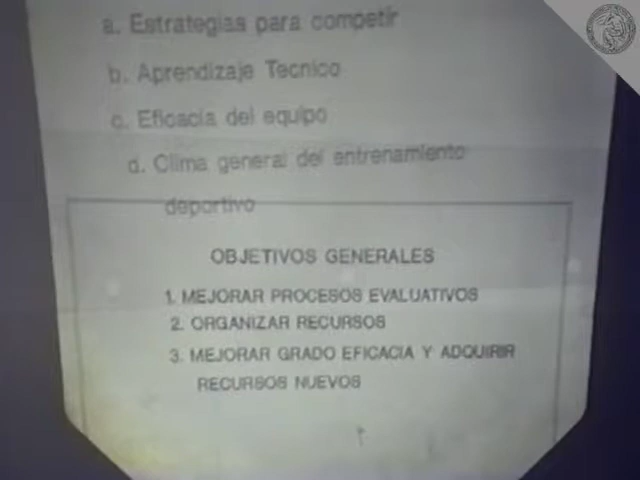 a. Estrategias para competir
b. Aprendizaje Tecnico
c. Eficacia del equipo
d. Clima general del entrenamiento
deportivo
OBJETIVOS GENERALES
1. MEJORAR PROCESOS EVALUATIVOS
2. ORGANIZAR RECURSOS
3. MEJORAR GRADO EFICACIA Y ADQUIRIR
RECURSOS NUEVOS